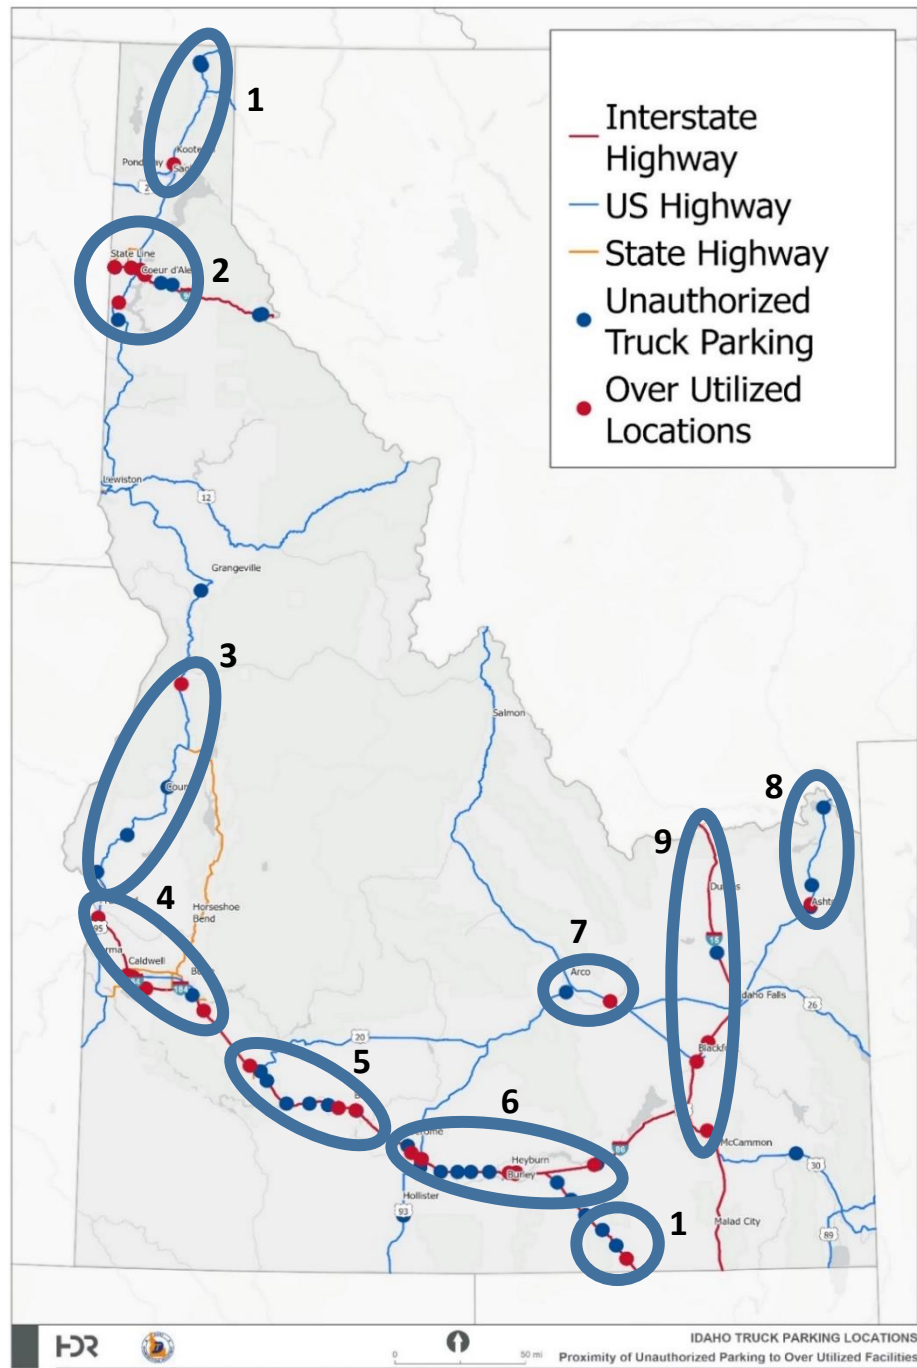 Interstate
Highway
US Highway
State Highway
Unauthorized
Truck Parking
Over Utilized
Locations
1
2
State Line
Lewiston
12
Grangeville
3
Salmon
8
9
4
Horseshoe
Bend
95
Caldwell
7
Arco
15
Idaho Falls
26
20
5
6
86
McCammon
Heyburn
Burley
30
Hollister
93
1
Malad City
89
HDR
0 50 mi
IDAHO TRUCK PARKING LOCATIONS
Proximity of Unauthorized Parking to Over Utilized Facilities